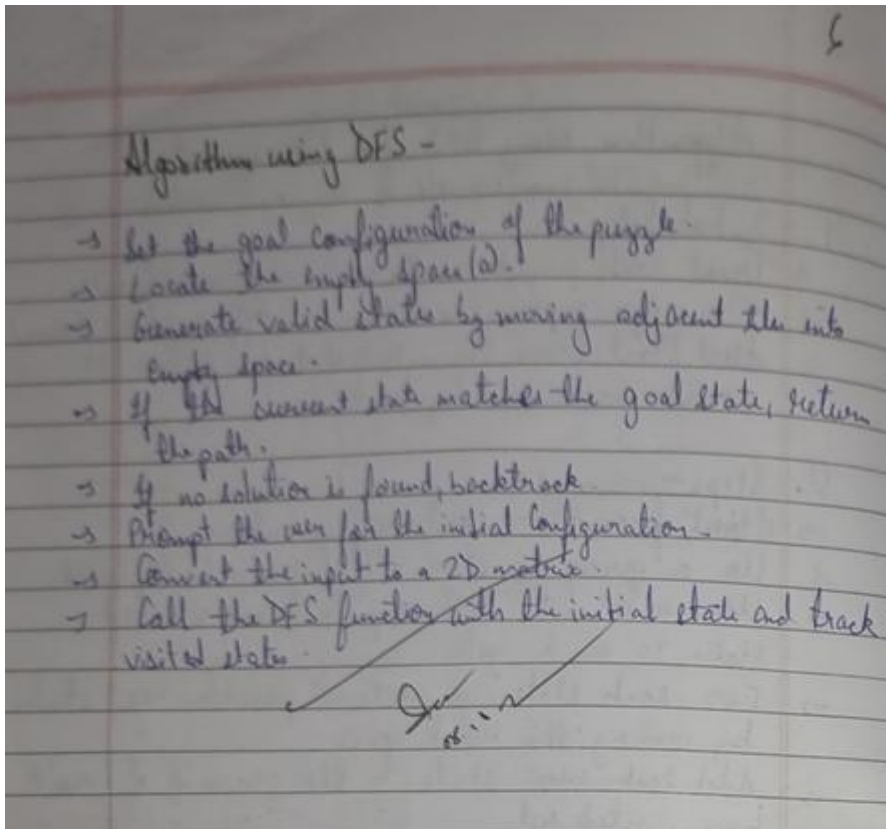 6
Algorithm using DFS -
→ Set the goal configuration of the puzzle.
→ Locate the empty space (0).
→ Generate valid states by moving adjacent tiles into
empty space.
→ If the current state matches the goal state, return
the path.
→ If no solution is found, backtrack
→ Prompt the user for the initial Configuration.
→ Convert the input to a 2D matrix.
→ Call the DFS function with the initial state and track
visited states.